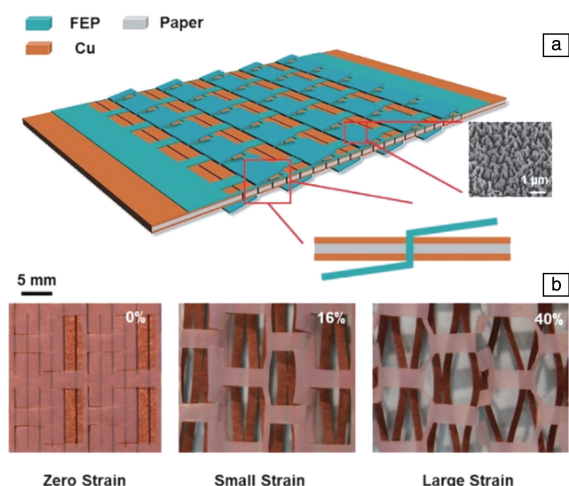 FEP Paper
Cu
a
1 µm
5 mm
b
0% 16% 40%
Zero Strain Small Strain Large Strain